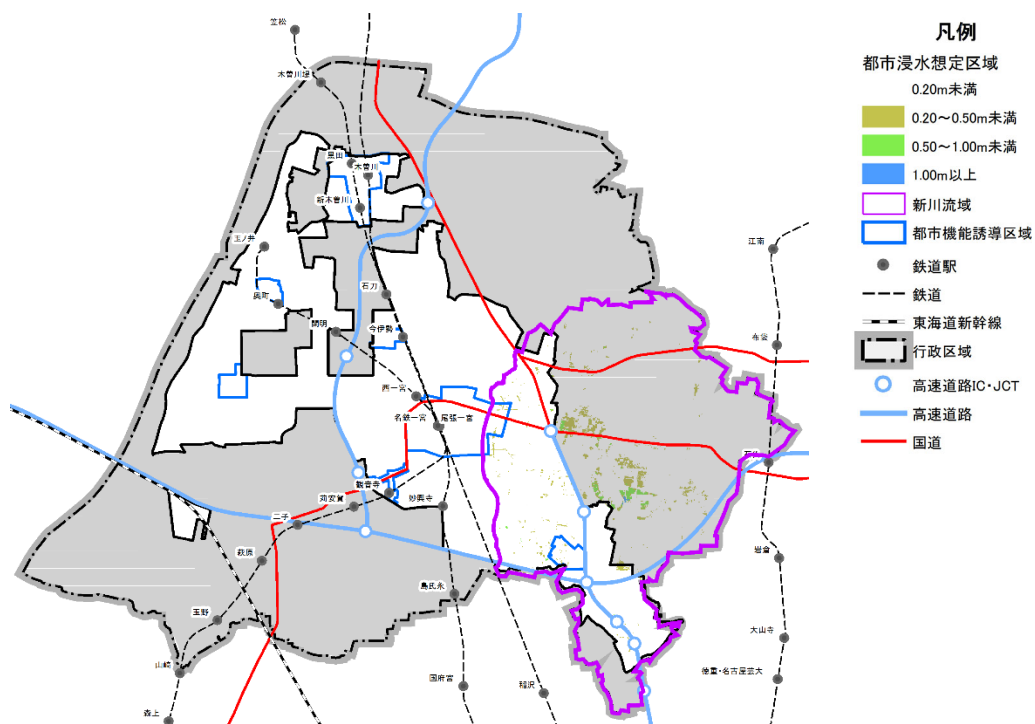 凡例
都市浸水想定区域
0.20m未満
0.20～0.50m未満
0.50～1.00m未満
1.00m以上
新川流域
都市機能誘導区域
鉄道駅
鉄道
東海道新幹線
行政区域
高速道路IC・JCT
高速道路
国道
笠松
木曽川堤
黒田
木曽川
新木曽川
玉ノ井
江南
石刀
奥町
開明
今伊勢
布袋
西一宮
名鉄一宮
尾張一宮
観音寺
苅安賀
妙興寺
二子
萩原
岩倉
島氏永
玉野
大山寺
山崎
国府宮
稲沢
徳重・名古屋芸大
森上